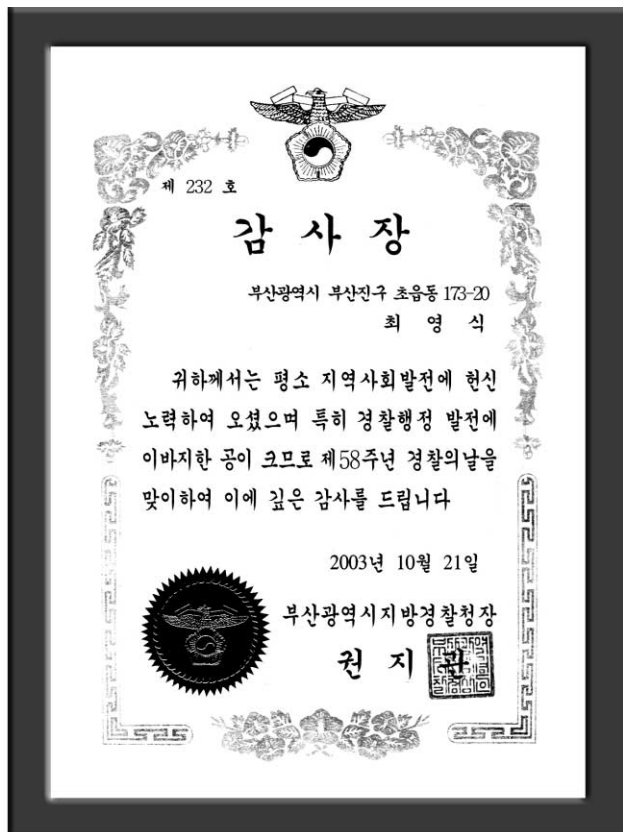 제 232 호
감 사 장
부산광역시 부산진구 초읍동 173-20
최 영 식
귀하께서는 평소 지역사회발전에 헌신
노력하여 오셨으며 특히 경찰행정 발전에
이바지한 공이 크므로 제58주년 경찰의날을
맞이하여 이에 깊은 감사를 드립니다
2003년 10월 21일
부산광역시지방경찰청장
권 지 관